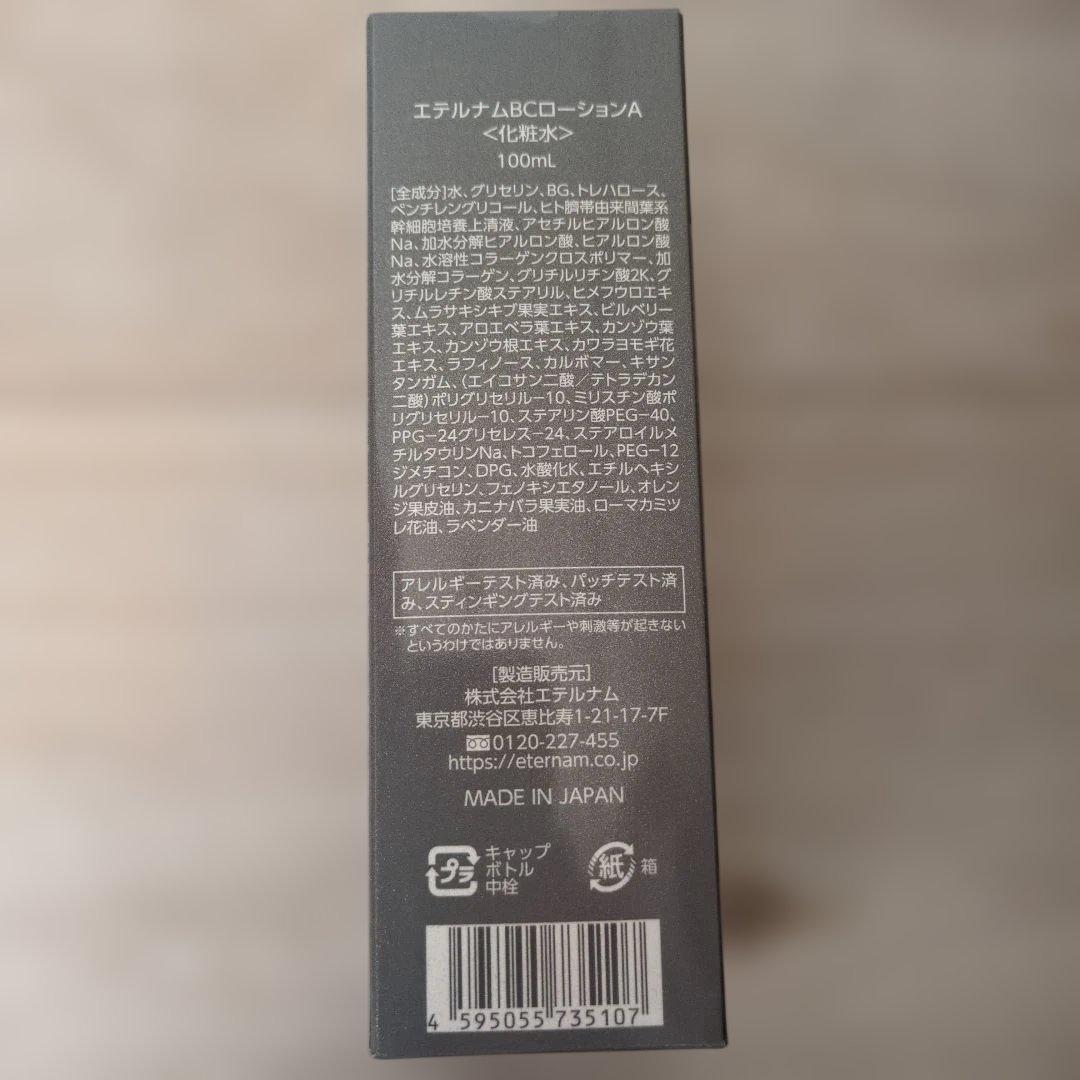 エテルナムBCローションA
<化粧水>
100mL
[全成分]水、グリセリン、BG、トレハロース、
ペンチレングリコール、ヒト臍帯由来間葉系
幹細胞培養上清液、アセチルヒアルロン酸
Na、加水分解ヒアルロン酸、ヒアルロン酸
Na、水溶性コラーゲンクロスポリマー、加
水分解コラーゲン、グリチルリチン酸2K、グ
リチルレチン酸ステアリル、ヒメフウロエキ
ス、ムラサキシキブ果実エキス、ビルベリー
葉エキス、アロエベラ葉エキス、カンゾウ葉
エキス、カンゾウ根エキス、カワラヨモギ花
エキス、ラフィノース、カルボマー、キサン
タンガム、(エイコサン二酸/テトラデカン
二酸)ポリグリセリル-10、ミリスチン酸ポ
リグリセリル-10、ステアリン酸PEG-40、
PPG-24グリセレス-24、ステアロイルメ
チルタウリンNa、トコフェロール、PEG-12
ジメチコン、DPG、水酸化K、エチルヘキシ
ルグリセリン、フェノキシエタノール、オレン
ジ果皮油、カニナバラ果実油、ローマカミツ
レ花油、ラベンダー油
アレルギーテスト済み、パッチテスト済
み、スティンギングテスト済み
※すべてのかたにアレルギーや刺激等が起きない
というわけではありません。
[製造販売元]
株式会社エテルナム
東京都渋谷区恵比寿1-21-17-7F
0120-227-455
https://eternam.co.jp
MADE IN JAPAN
プラ キャップ
ボトル
中栓
紙 箱
4 595055 735107